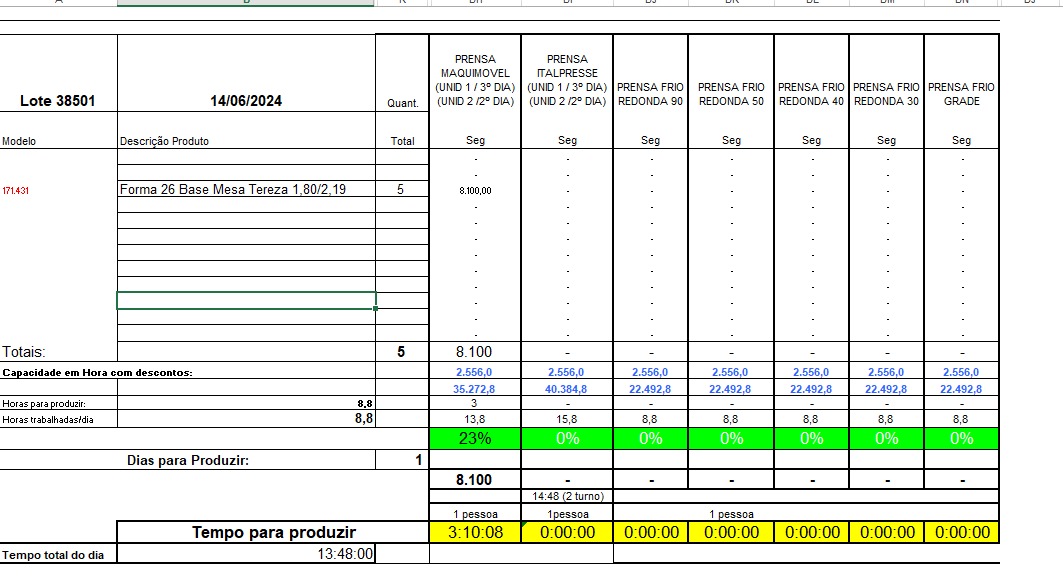 PRENSA MAQUIMOVEL (UNID 1 / 3º DIA) (UNID 2 /2º DIA)
PRENSA ITALPRESSE (UNID 1 / 3º DIA) (UNID 2 /2º DIA)
PRENSA FRIO REDONDA 90
PRENSA FRIO REDONDA 50
PRENSA FRIO REDONDA 40
PRENSA FRIO REDONDA 30
PRENSA FRIO GRADE
Lote 38501 14/06/2024 Quant.
Modelo Descrição Produto Total Seg Seg Seg Seg Seg Seg Seg
- - - - - - -
- - - - - - -
171.431 Forma 26 Base Mesa Tereza 1,80/2,19 5 8.100,00 - - - - - -
- - - - - - -
- - - - - - -
- - - - - - -
- - - - - - -
- - - - - - -
- - - - - - -
- - - - - - -
- - - - - - -
- - - - - - -
Totais: 5 8.100 - - - - - -
Capacidade em Hora com descontos: 2.556,0 2.556,0 2.556,0 2.556,0 2.556,0 2.556,0 2.556,0
35.272,8 40.384,8 22.492,8 22.492,8 22.492,8 22.492,8 22.492,8
Horas para produzir: 8,8 3 - - - - - -
Horas trabalhadas/dia 8,8 13,8 15,8 8,8 8,8 8,8 8,8 8,8
23% 0% 0% 0% 0% 0% 0%
Dias para Produzir: 1
8.100 - - - - - -
14:48 (2 turno)
1 pessoa 1pessoa 1 pessoa
Tempo para produzir 3:10:08 0:00:00 0:00:00 0:00:00 0:00:00 0:00:00 0:00:00
Tempo total do dia 13:48:00